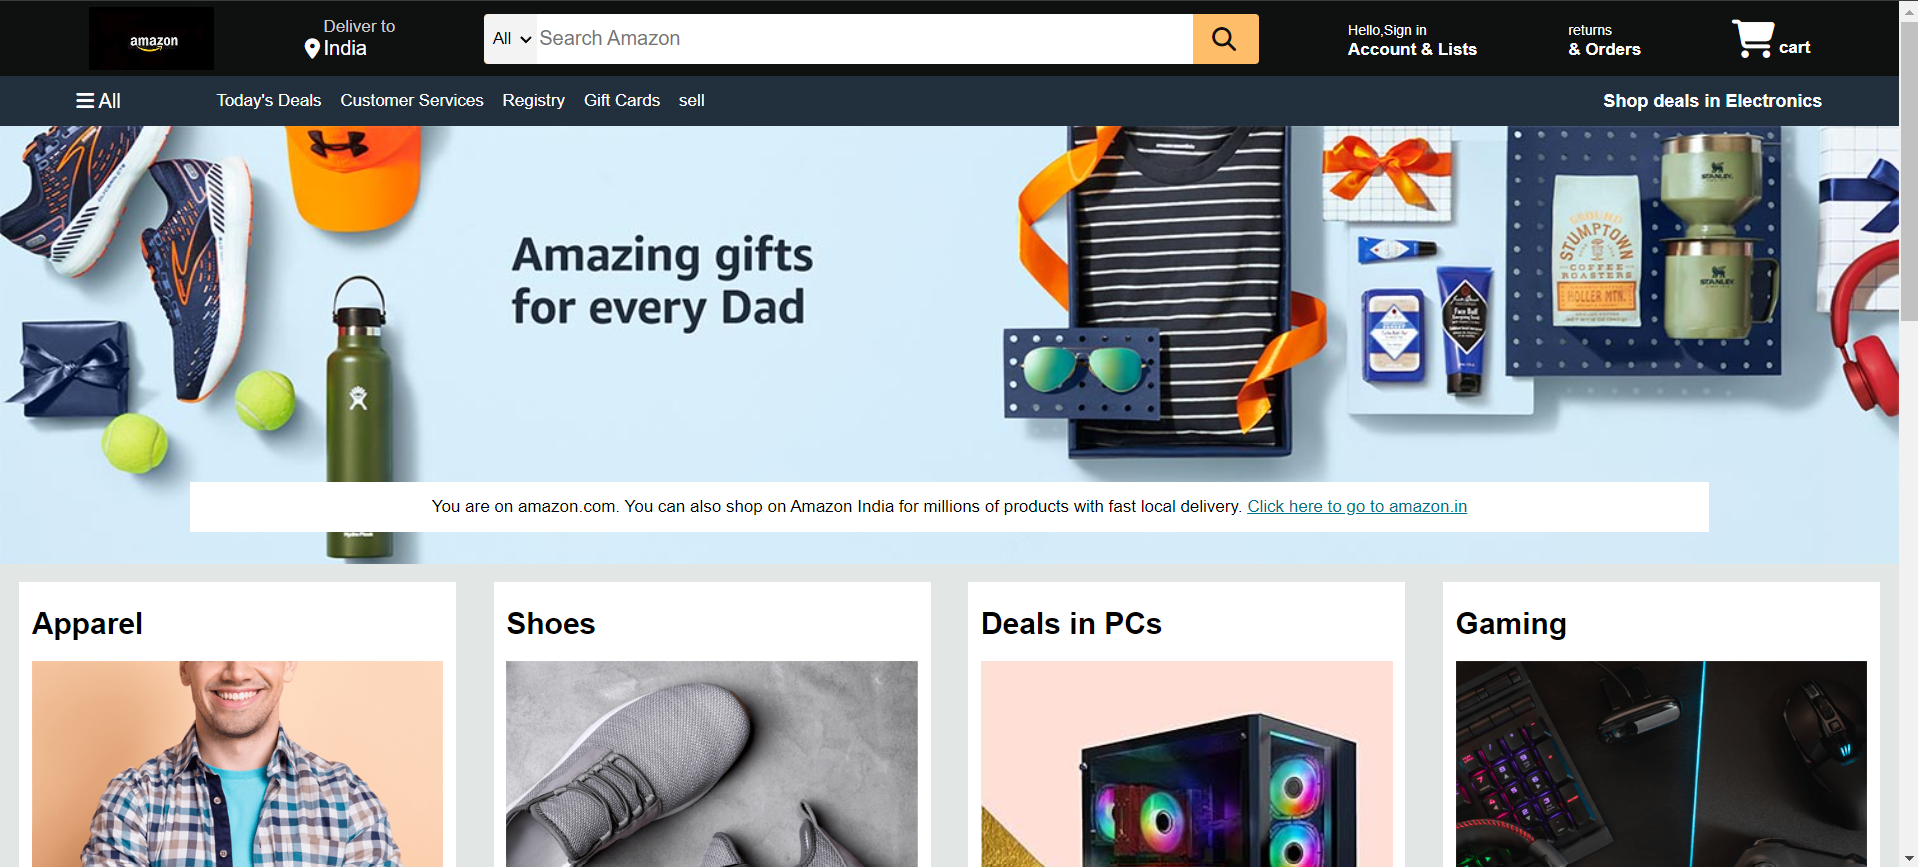 amazon
Deliver to
India
All
Search Amazon
Hello,Sign in
Account & Lists
returns
& Orders
cart
All
Today's Deals
Customer Services
Registry
Gift Cards
sell
Shop deals in Electronics
Amazing gifts
for every Dad
STANLEY
GROUND
STUMPTOWN
COFFEE
ROASTERS
HOLLER MTN.
STANLEY
Face Buff
You are on amazon.com. You can also shop on Amazon India for millions of products with fast local delivery. Click here to go to amazon.in
Apparel
Shoes
Deals in PCs
Gaming